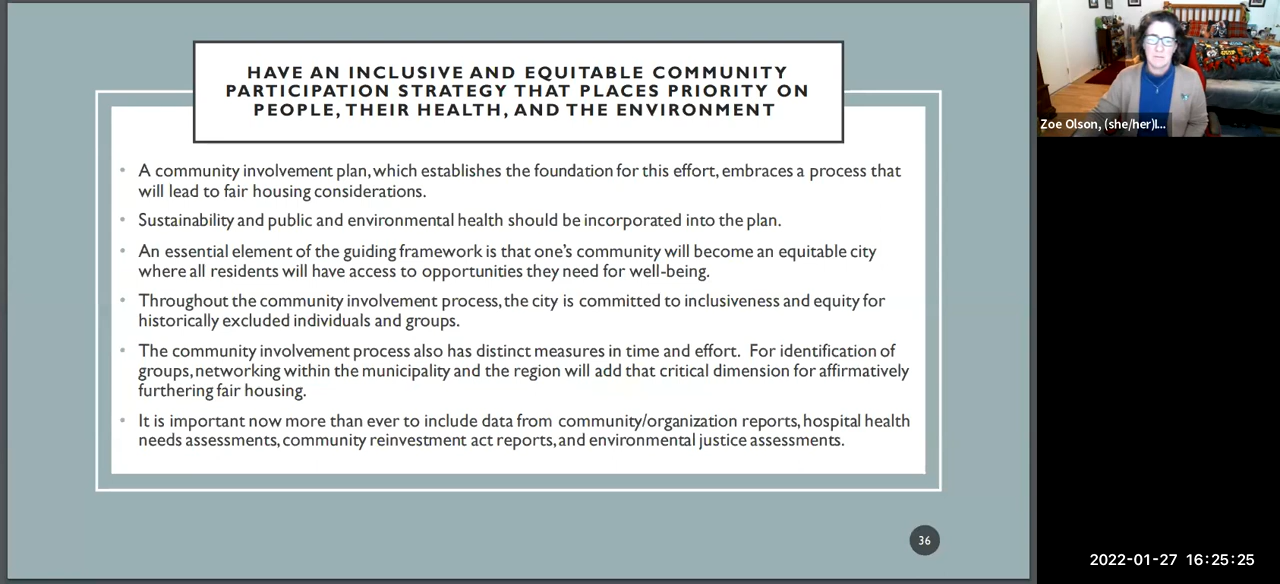 HAVE AN INCLUSIVE AND EQUITABLE COMMUNITY
PARTICIPATION STRATEGY THAT PLACES PRIORITY ON
PEOPLE, THEIR HEALTH, AND THE ENVIRONMENT
• A community involvement plan, which establishes the foundation for this effort, embraces a process that
will lead to fair housing considerations.
• Sustainability and public and environmental health should be incorporated into the plan.
• An essential element of the guiding framework is that one's community will become an equitable city
where all residents will have access to opportunities they need for well-being.
• Throughout the community involvement process, the city is committed to inclusiveness and equity for
historically excluded individuals and groups.
• The community involvement process also has distinct measures in time and effort.  For identification of
groups, networking within the municipality and the region will add that critical dimension for affirmatively
furthering fair housing.
• It is important now more than ever to include data from community/organization reports, hospital health
needs assessments, community reinvestment act reports, and environmental justice assessments.
36
Zoe Olson, (she/her)I...
2022-01-27 16:25:25